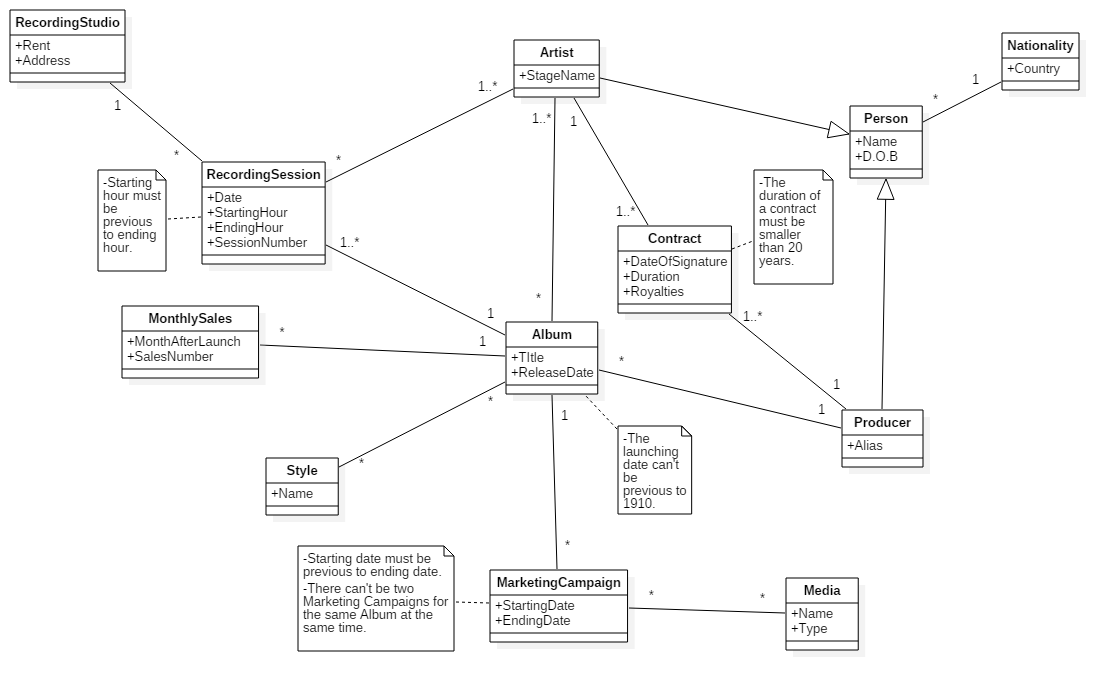 RecordingStudio
+Rent
+Address
1
*
Artist
+StageName
1..*
*
1..*
1
Nationality
+Country
1
*
Person
+Name
+D.O.B
-Starting
hour must
be
previous
to ending
hour.
RecordingSession
+Date
+StartingHour
+EndingHour
+SessionNumber
1..*
1
-The
duration of
a contract
must be
smaller
than 20
years.
1..*
Contract
+DateOfSignature
+Duration
+Royalties
1..*
1
MonthlySales
+MonthAfterLaunch
+SalesNumber
*
1
*
Album
+TItle
+ReleaseDate
*
1
*
1
Producer
+Alias
-The
launching
date can't
be
previous to
1910.
Style
+Name
*
-Starting date must be
previous to ending date.
-There can't be two
Marketing Campaigns for
the same Album at the
same time.
*
MarketingCampaign
+StartingDate
+EndingDate
*
*
Media
+Name
+Type